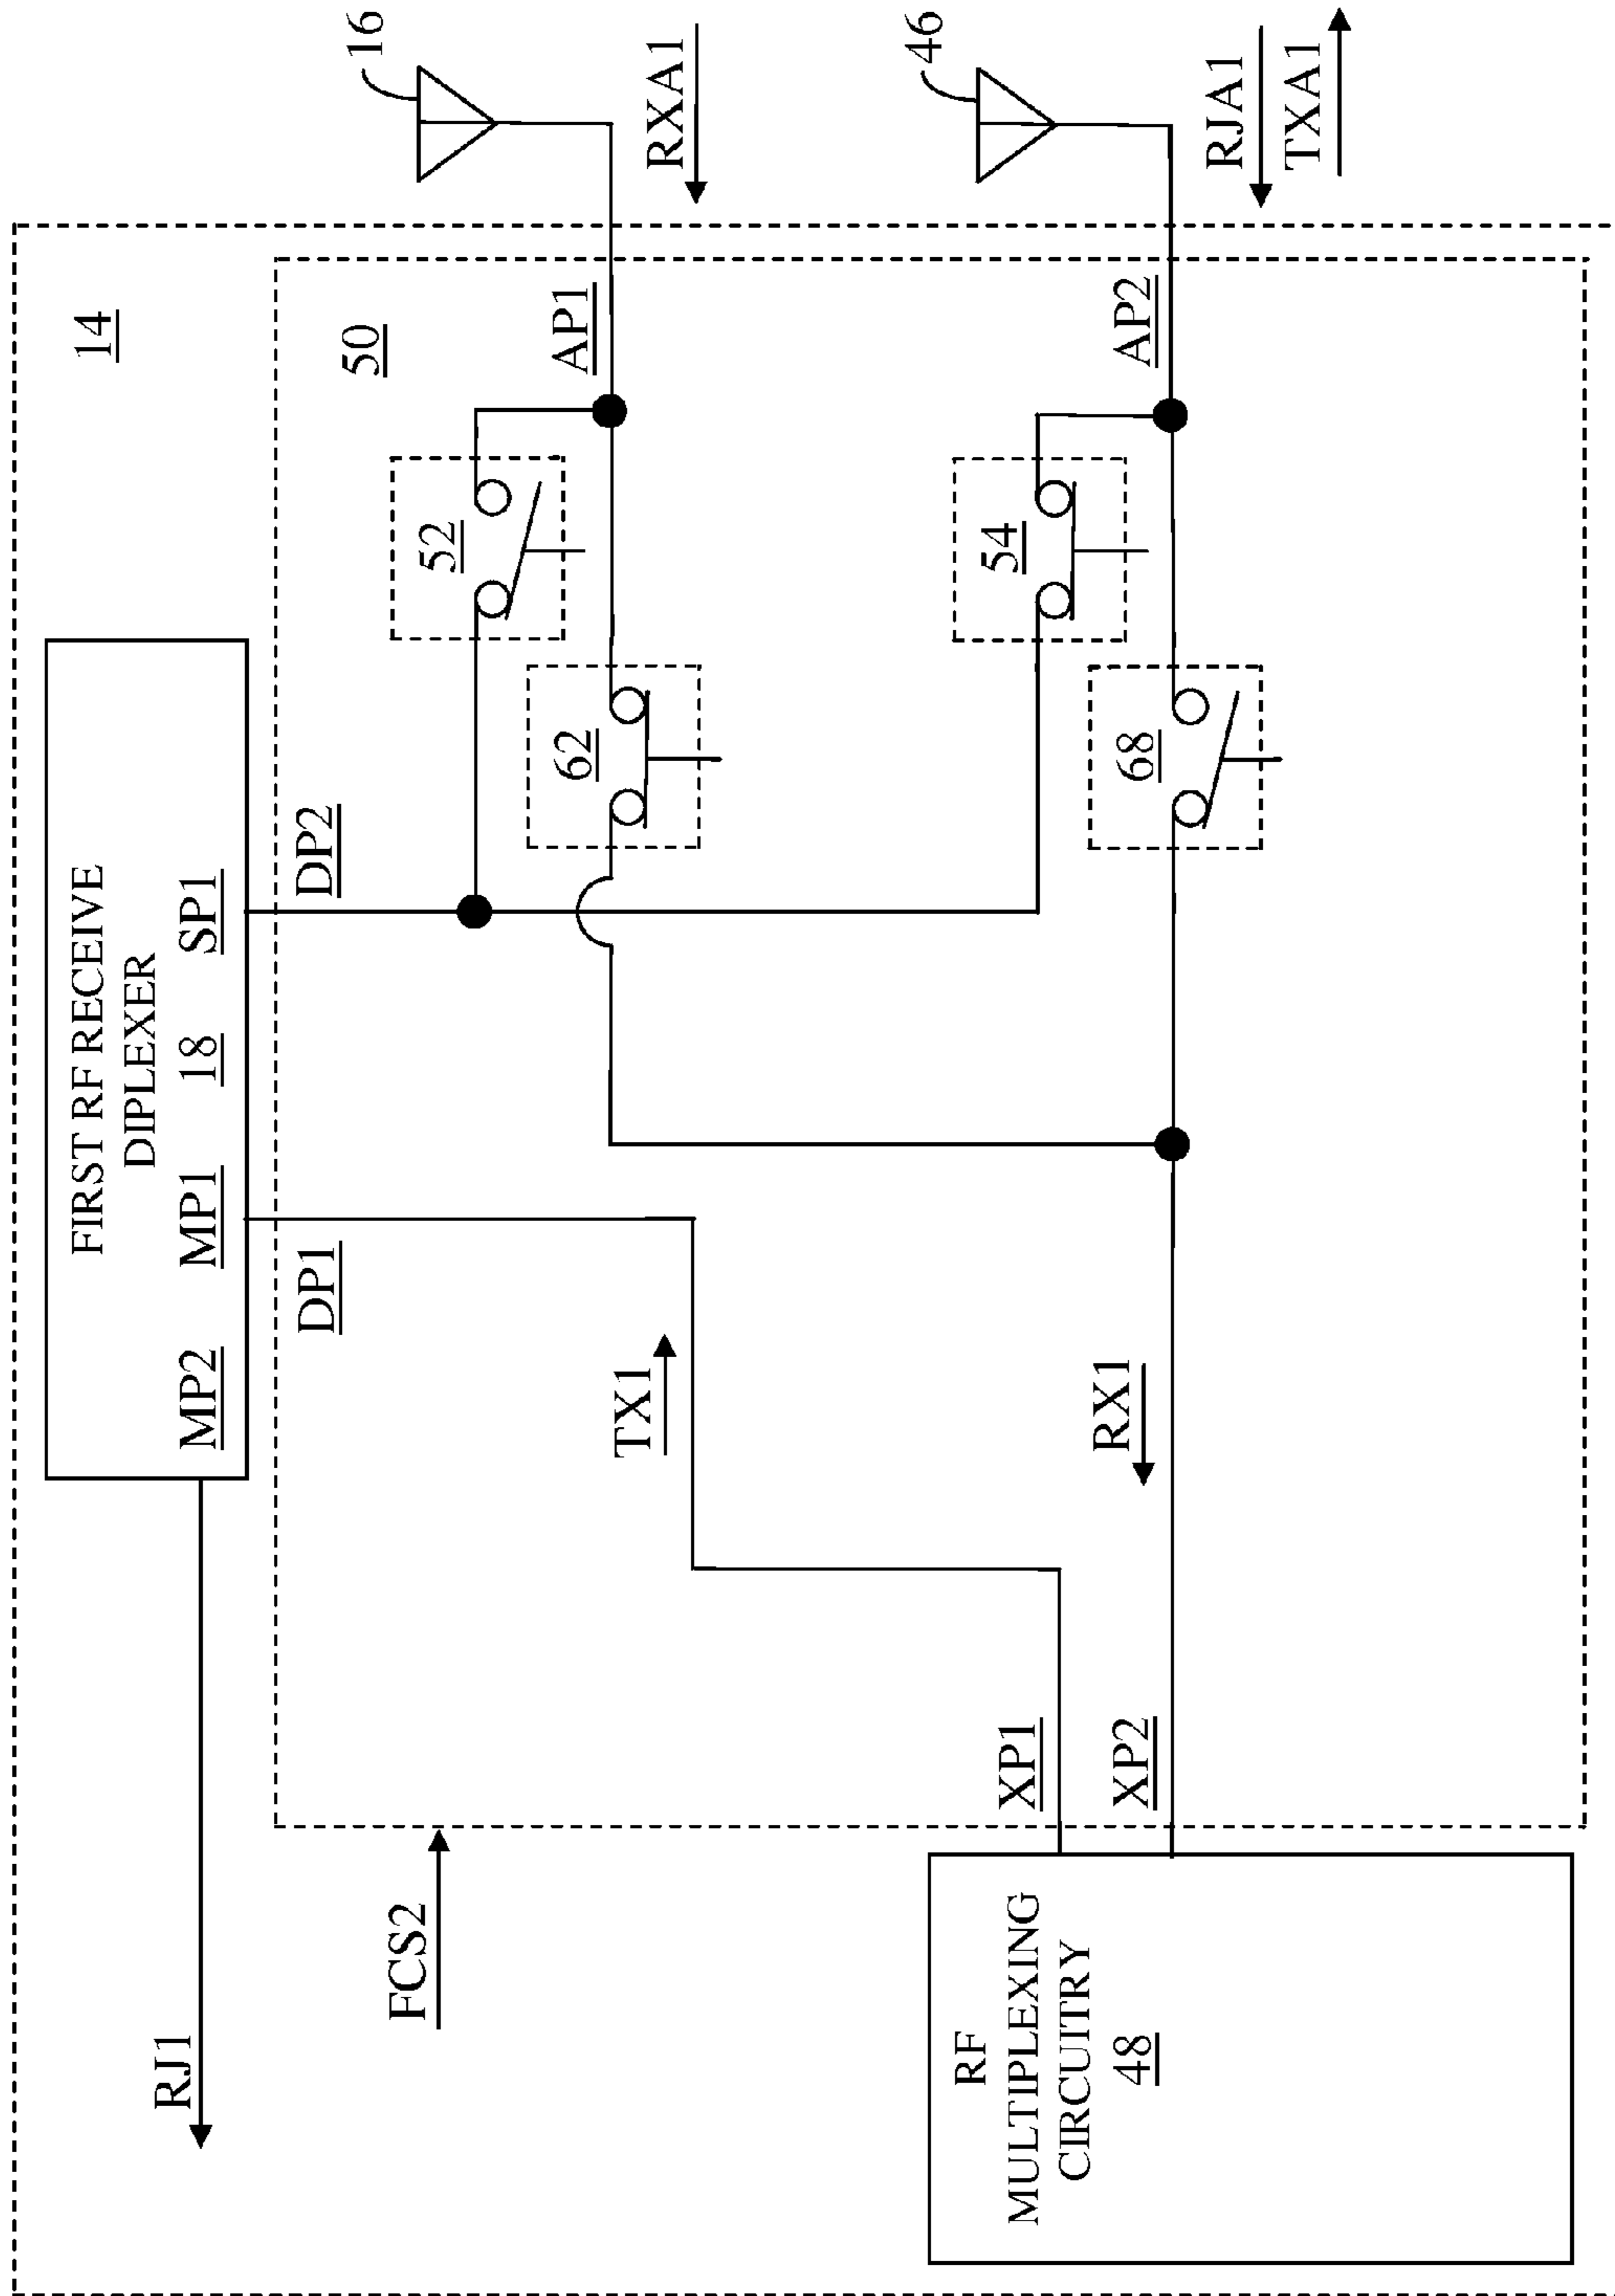 FIRST RF RECEIVE
DIPLEXER
14
RJ1
MP2 MP1 18 SP1
DP1
DP2
50
16
FCS2
52
AP1
62
TX1
RXA1
46
RF
MULTIPLEXING
CIRCUITRY
48
54
XP1
RX1
XP2
68
AP2
RJA1
TXA1